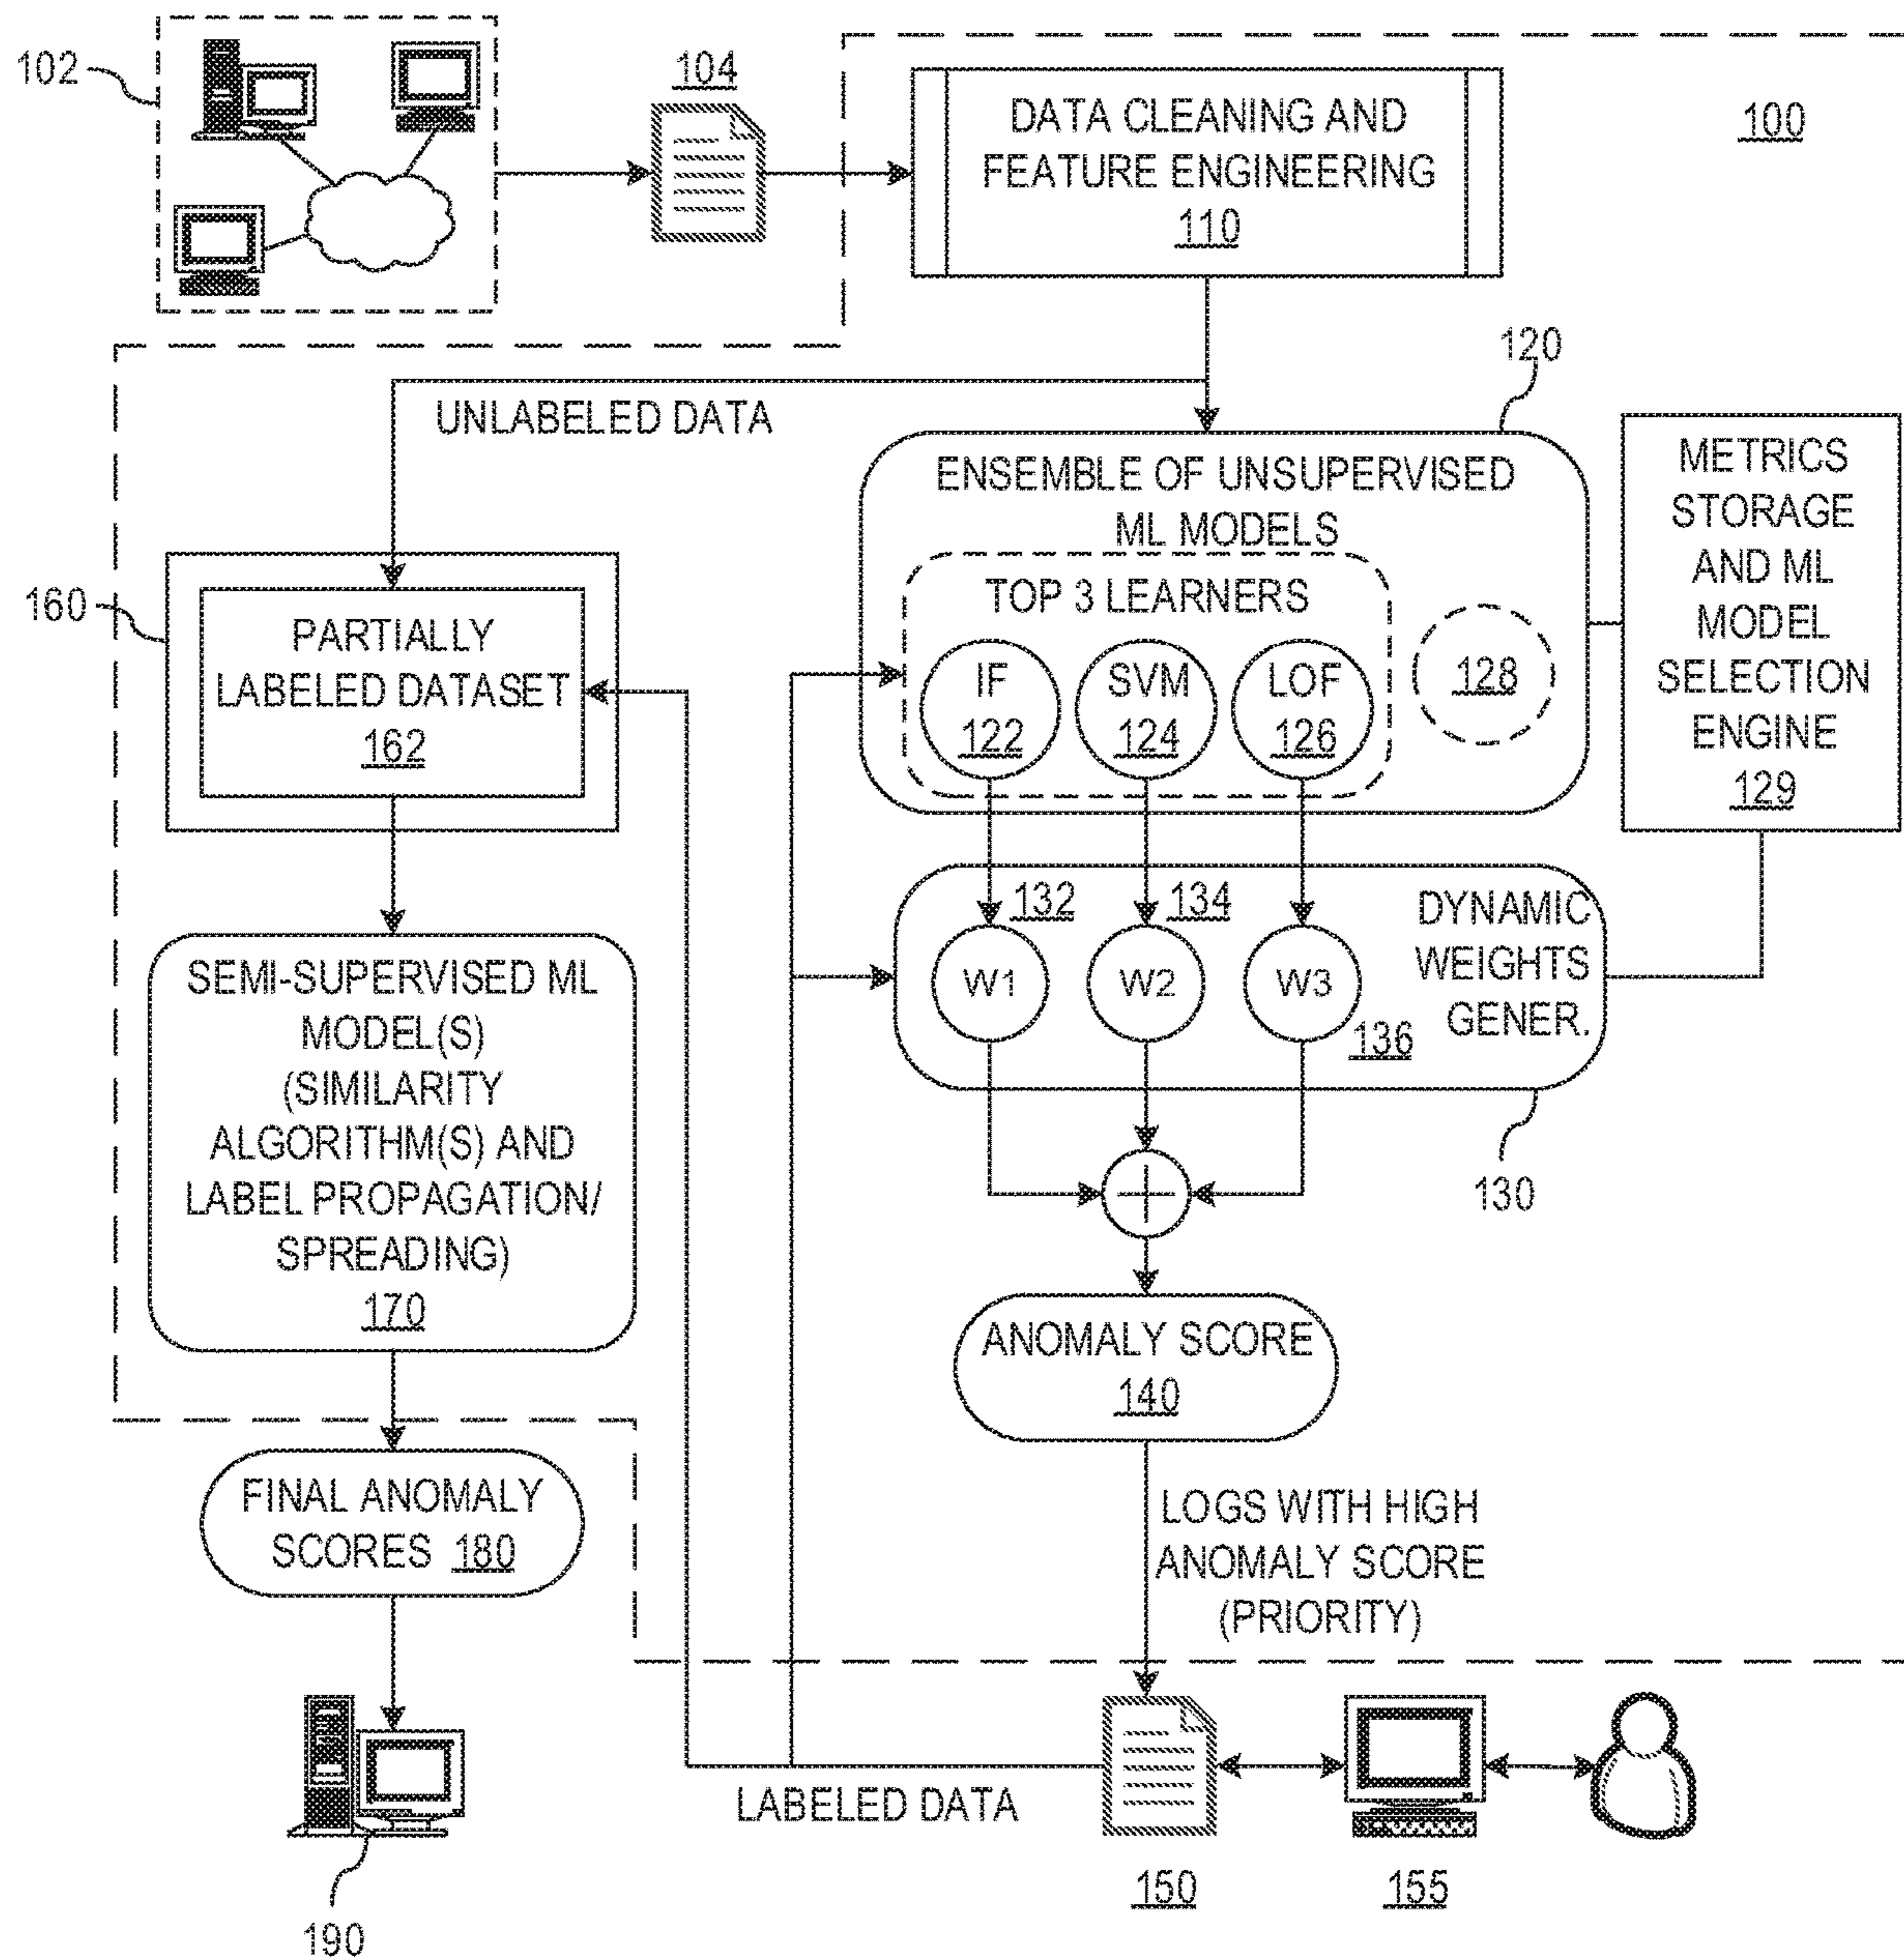 102
104
100
DATA CLEANING AND
FEATURE ENGINEERING
110
120
UNLABELED DATA
ENSEMBLE OF UNSUPERVISED
ML MODELS
TOP 3 LEARNERS
IF
122
SVM
124
LOF
126
128
METRICS
STORAGE
AND ML
MODEL
SELECTION
ENGINE
129
160
PARTIALLY
LABELED DATASET
162
132
134
DYNAMIC
WEIGHTS
GENER.
W1
W2
W3
136
130
SEMI-SUPERVISED ML
MODEL(S)
(SIMILARITY
ALGORITHM(S) AND
LABEL PROPAGATION/
SPREADING)
170
ANOMALY SCORE
140
FINAL ANOMALY
SCORES 180
LOGS WITH HIGH
ANOMALY SCORE
(PRIORITY)
LABELED DATA
150
155
190